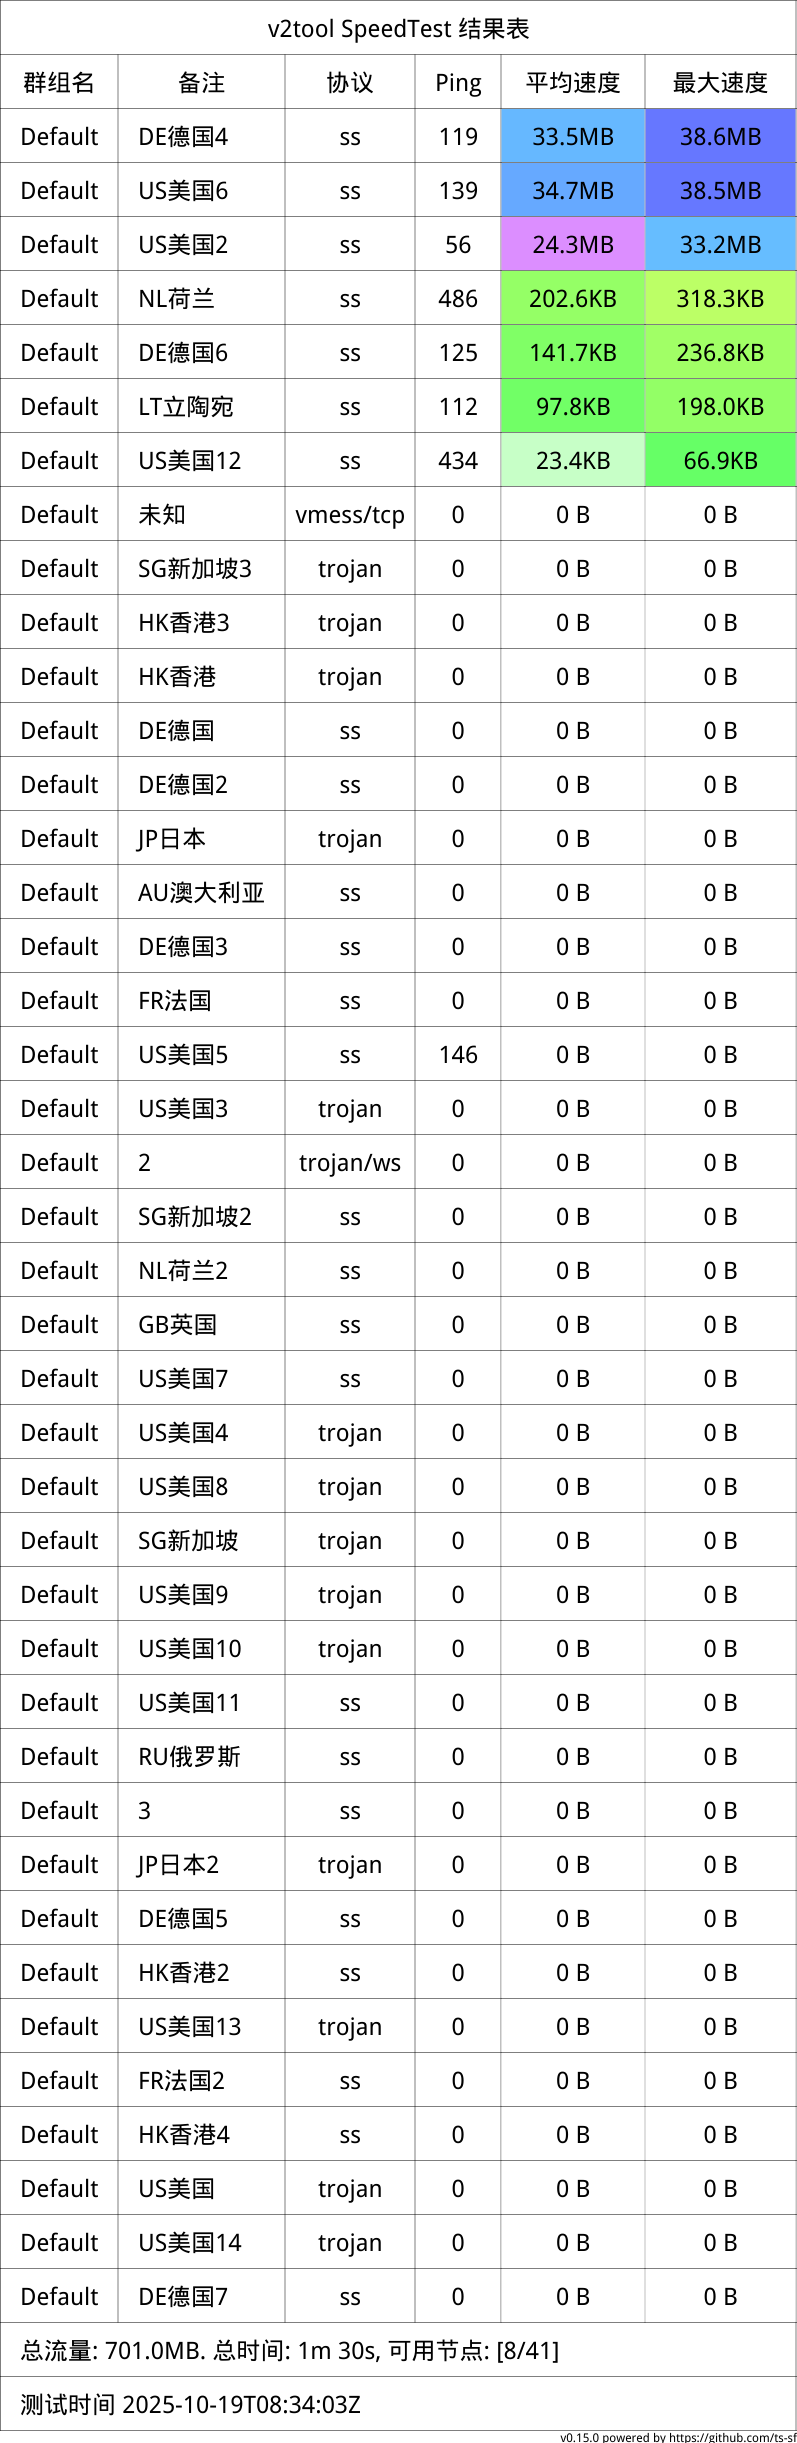 v2tool SpeedTest 结果表
群组名 备注 协议 Ping 平均速度 最大速度
Default DE德国4 ss 119 33.5MB 38.6MB
Default US美国6 ss 139 34.7MB 38.5MB
Default US美国2 ss 56 24.3MB 33.2MB
Default NL荷兰 ss 486 202.6KB 318.3KB
Default DE德国6 ss 125 141.7KB 236.8KB
Default LT立陶宛 ss 112 97.8KB 198.0KB
Default US美国12 ss 434 23.4KB 66.9KB
Default 未知 vmess/tcp 0 0 B 0 B
Default SG新加坡3 trojan 0 0 B 0 B
Default HK香港3 trojan 0 0 B 0 B
Default HK香港 trojan 0 0 B 0 B
Default DE德国 ss 0 0 B 0 B
Default DE德国2 ss 0 0 B 0 B
Default JP日本 trojan 0 0 B 0 B
Default AU澳大利亚 ss 0 0 B 0 B
Default DE德国3 ss 0 0 B 0 B
Default FR法国 ss 0 0 B 0 B
Default US美国5 ss 146 0 B 0 B
Default US美国3 trojan 0 0 B 0 B
Default 2 trojan/ws 0 0 B 0 B
Default SG新加坡2 ss 0 0 B 0 B
Default NL荷兰2 ss 0 0 B 0 B
Default GB英国 ss 0 0 B 0 B
Default US美国7 ss 0 0 B 0 B
Default US美国4 trojan 0 0 B 0 B
Default US美国8 trojan 0 0 B 0 B
Default SG新加坡 trojan 0 0 B 0 B
Default US美国9 trojan 0 0 B 0 B
Default US美国10 trojan 0 0 B 0 B
Default US美国11 ss 0 0 B 0 B
Default RU俄罗斯 ss 0 0 B 0 B
Default 3 ss 0 0 B 0 B
Default JP日本2 trojan 0 0 B 0 B
Default DE德国5 ss 0 0 B 0 B
Default HK香港2 ss 0 0 B 0 B
Default US美国13 trojan 0 0 B 0 B
Default FR法国2 ss 0 0 B 0 B
Default HK香港4 ss 0 0 B 0 B
Default US美国 trojan 0 0 B 0 B
Default US美国14 trojan 0 0 B 0 B
Default DE德国7 ss 0 0 B 0 B
总流量: 701.0MB. 总时间: 1m 30s, 可用节点: [8/41]
测试时间 2025-10-19T08:34:03Z
v0.15.0 powered by https://github.com/ts-sf